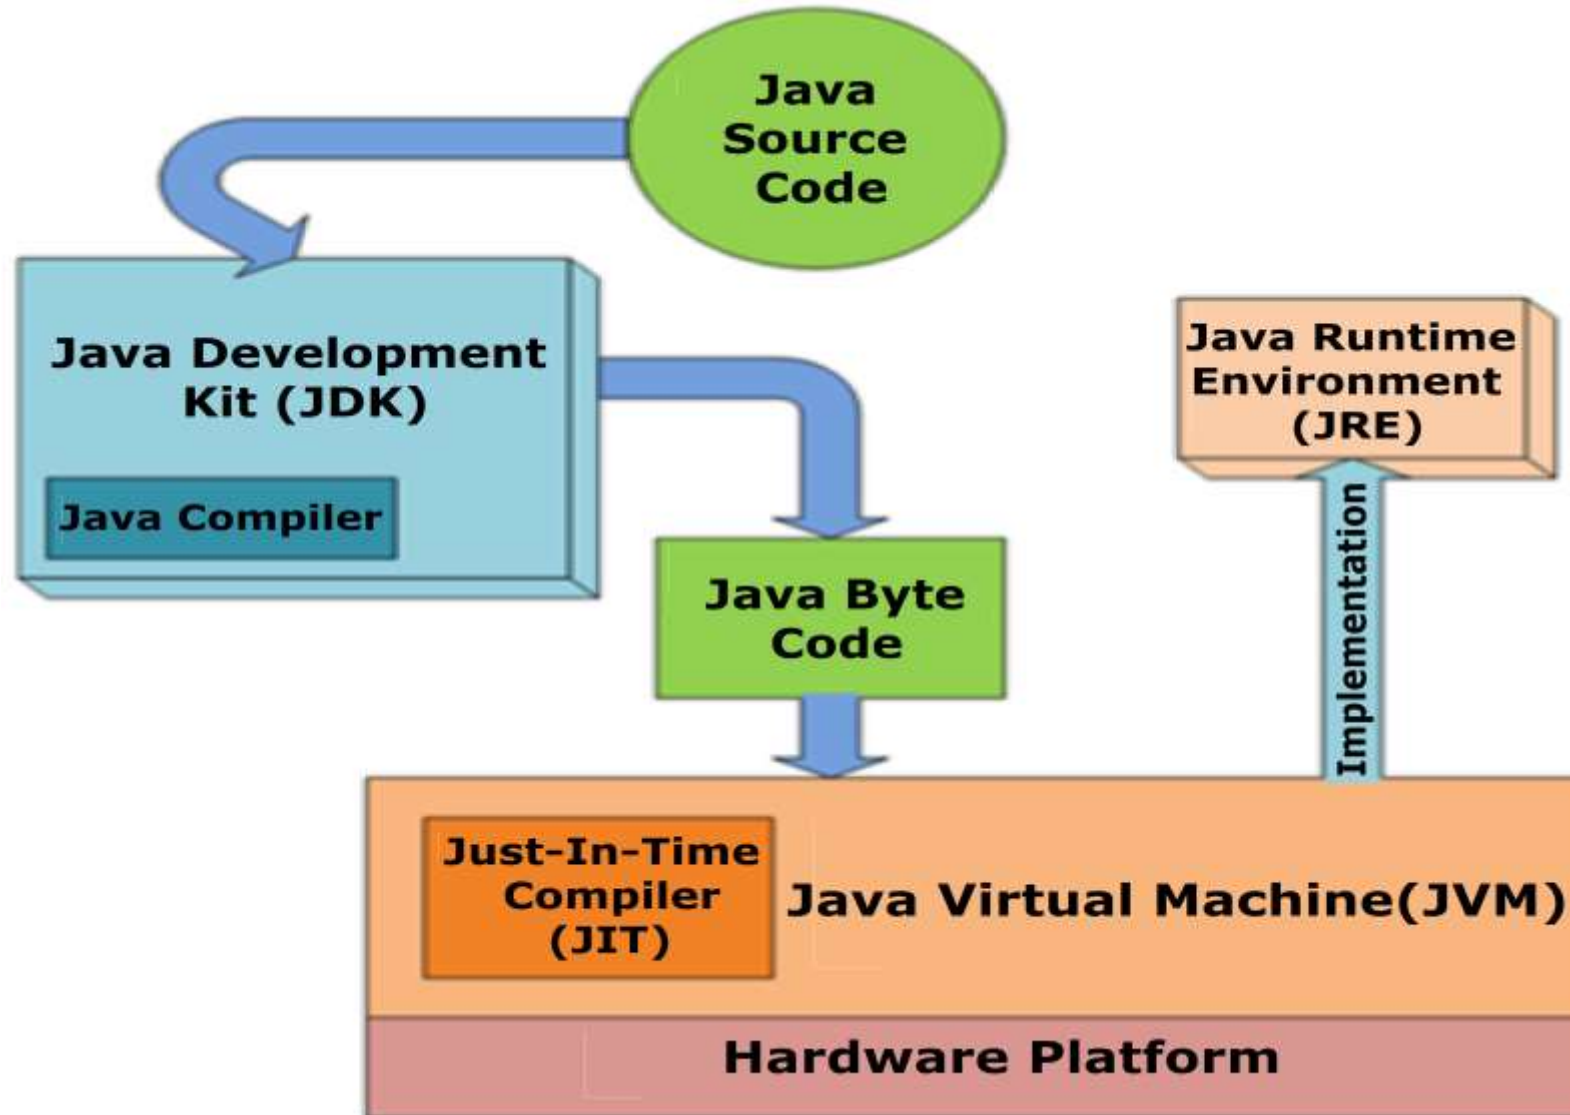 Java
Source
Code
Java Development
Kit (JDK)
Java Compiler
Java Runtime
Environment
(JRE)
Implementation
Java Byte
Code
Just-In-Time
Compiler
(JIT)
Java Virtual Machine(JVM)
Hardware Platform